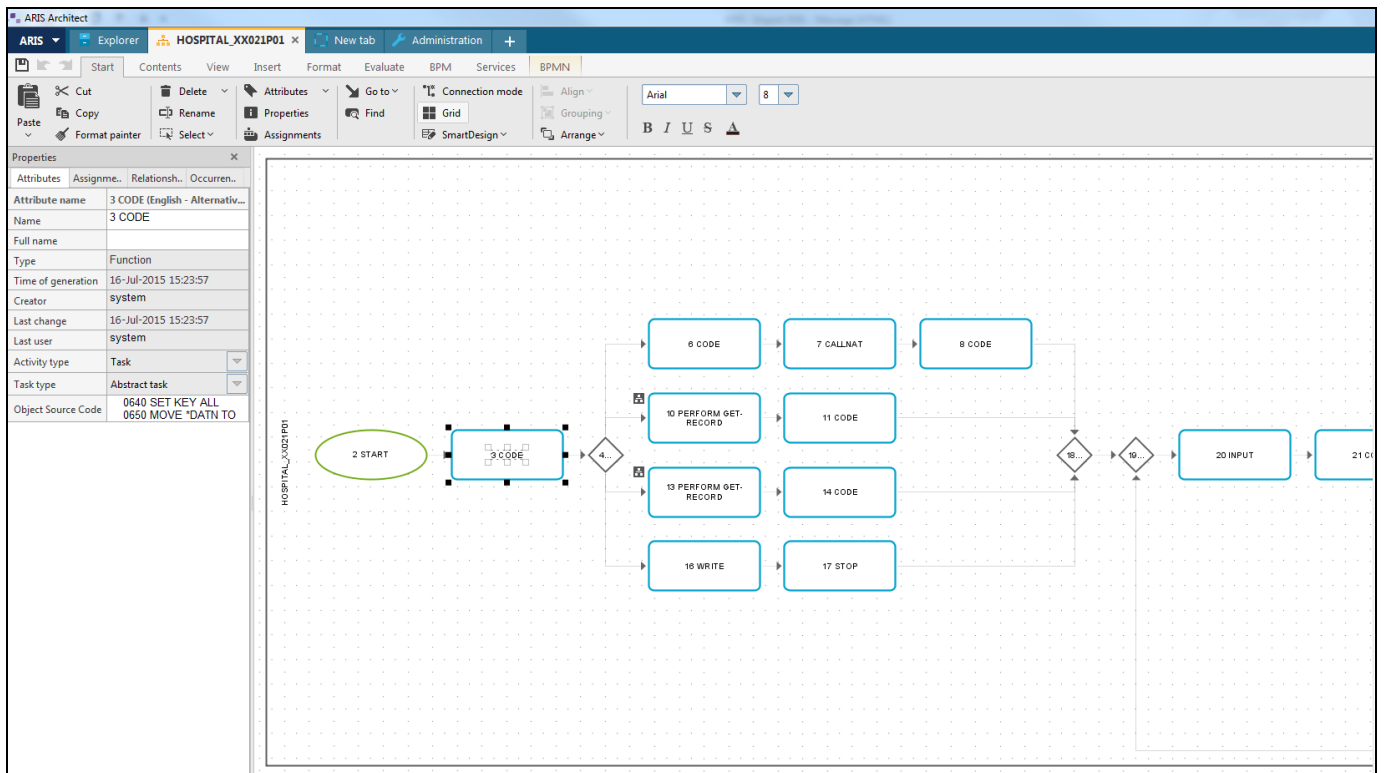 ARIS Architect
ARIS Explorer HOSPITAL_XX021P01 × New tab Administration +
Start Contents View Insert Format Evaluate BPM Services BPMN
Paste Cut Copy Format painter
Delete Rename Select
Attributes Properties Assignments
Go to Find
Connection mode Grid SmartDesign
Align Grouping Arrange
Arial 8
B I U S A
Properties ×
Attributes Assignme.. Relationsh.. Occurren..
Attribute name 3 CODE (English - Alternativ...
Name 3 CODE
Full name
Type Function
Time of generation 16-Jul-2015 15:23:57
Creator system
Last change 16-Jul-2015 15:23:57
Last user system
Activity type Task
Task type Abstract task
Object Source Code 0640 SET KEY ALL
0650 MOVE *DATN TO
HOSPITAL_XX021P01
2 START
3 CODE
4...
6 CODE
7 CALLNAT
8 CODE
10 PERFORM GET-
RECORD
11 CODE
13 PERFORM GET-
RECORD
14 CODE
16 WRITE
17 STOP
18...
19...
20 INPUT
21 CO